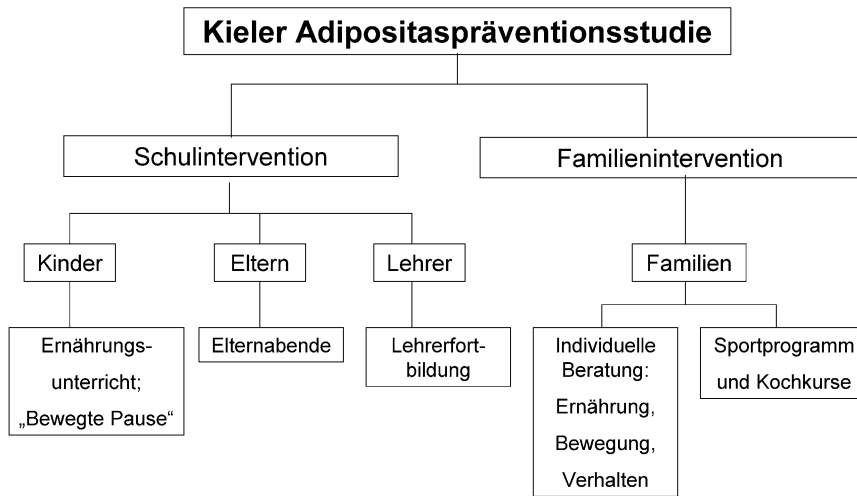 Kieler Adipositaspräventionsstudie
Schulintervention
Familienintervention
Kinder
Eltern
Lehrer
Familien
Ernährungs-
unterricht;
„Bewegte Pause“
Elternabende
Lehrerfort-
bildung
Individuelle
Beratung:
Ernährung,
Bewegung,
Verhalten
Sportprogramm
und Kochkurse